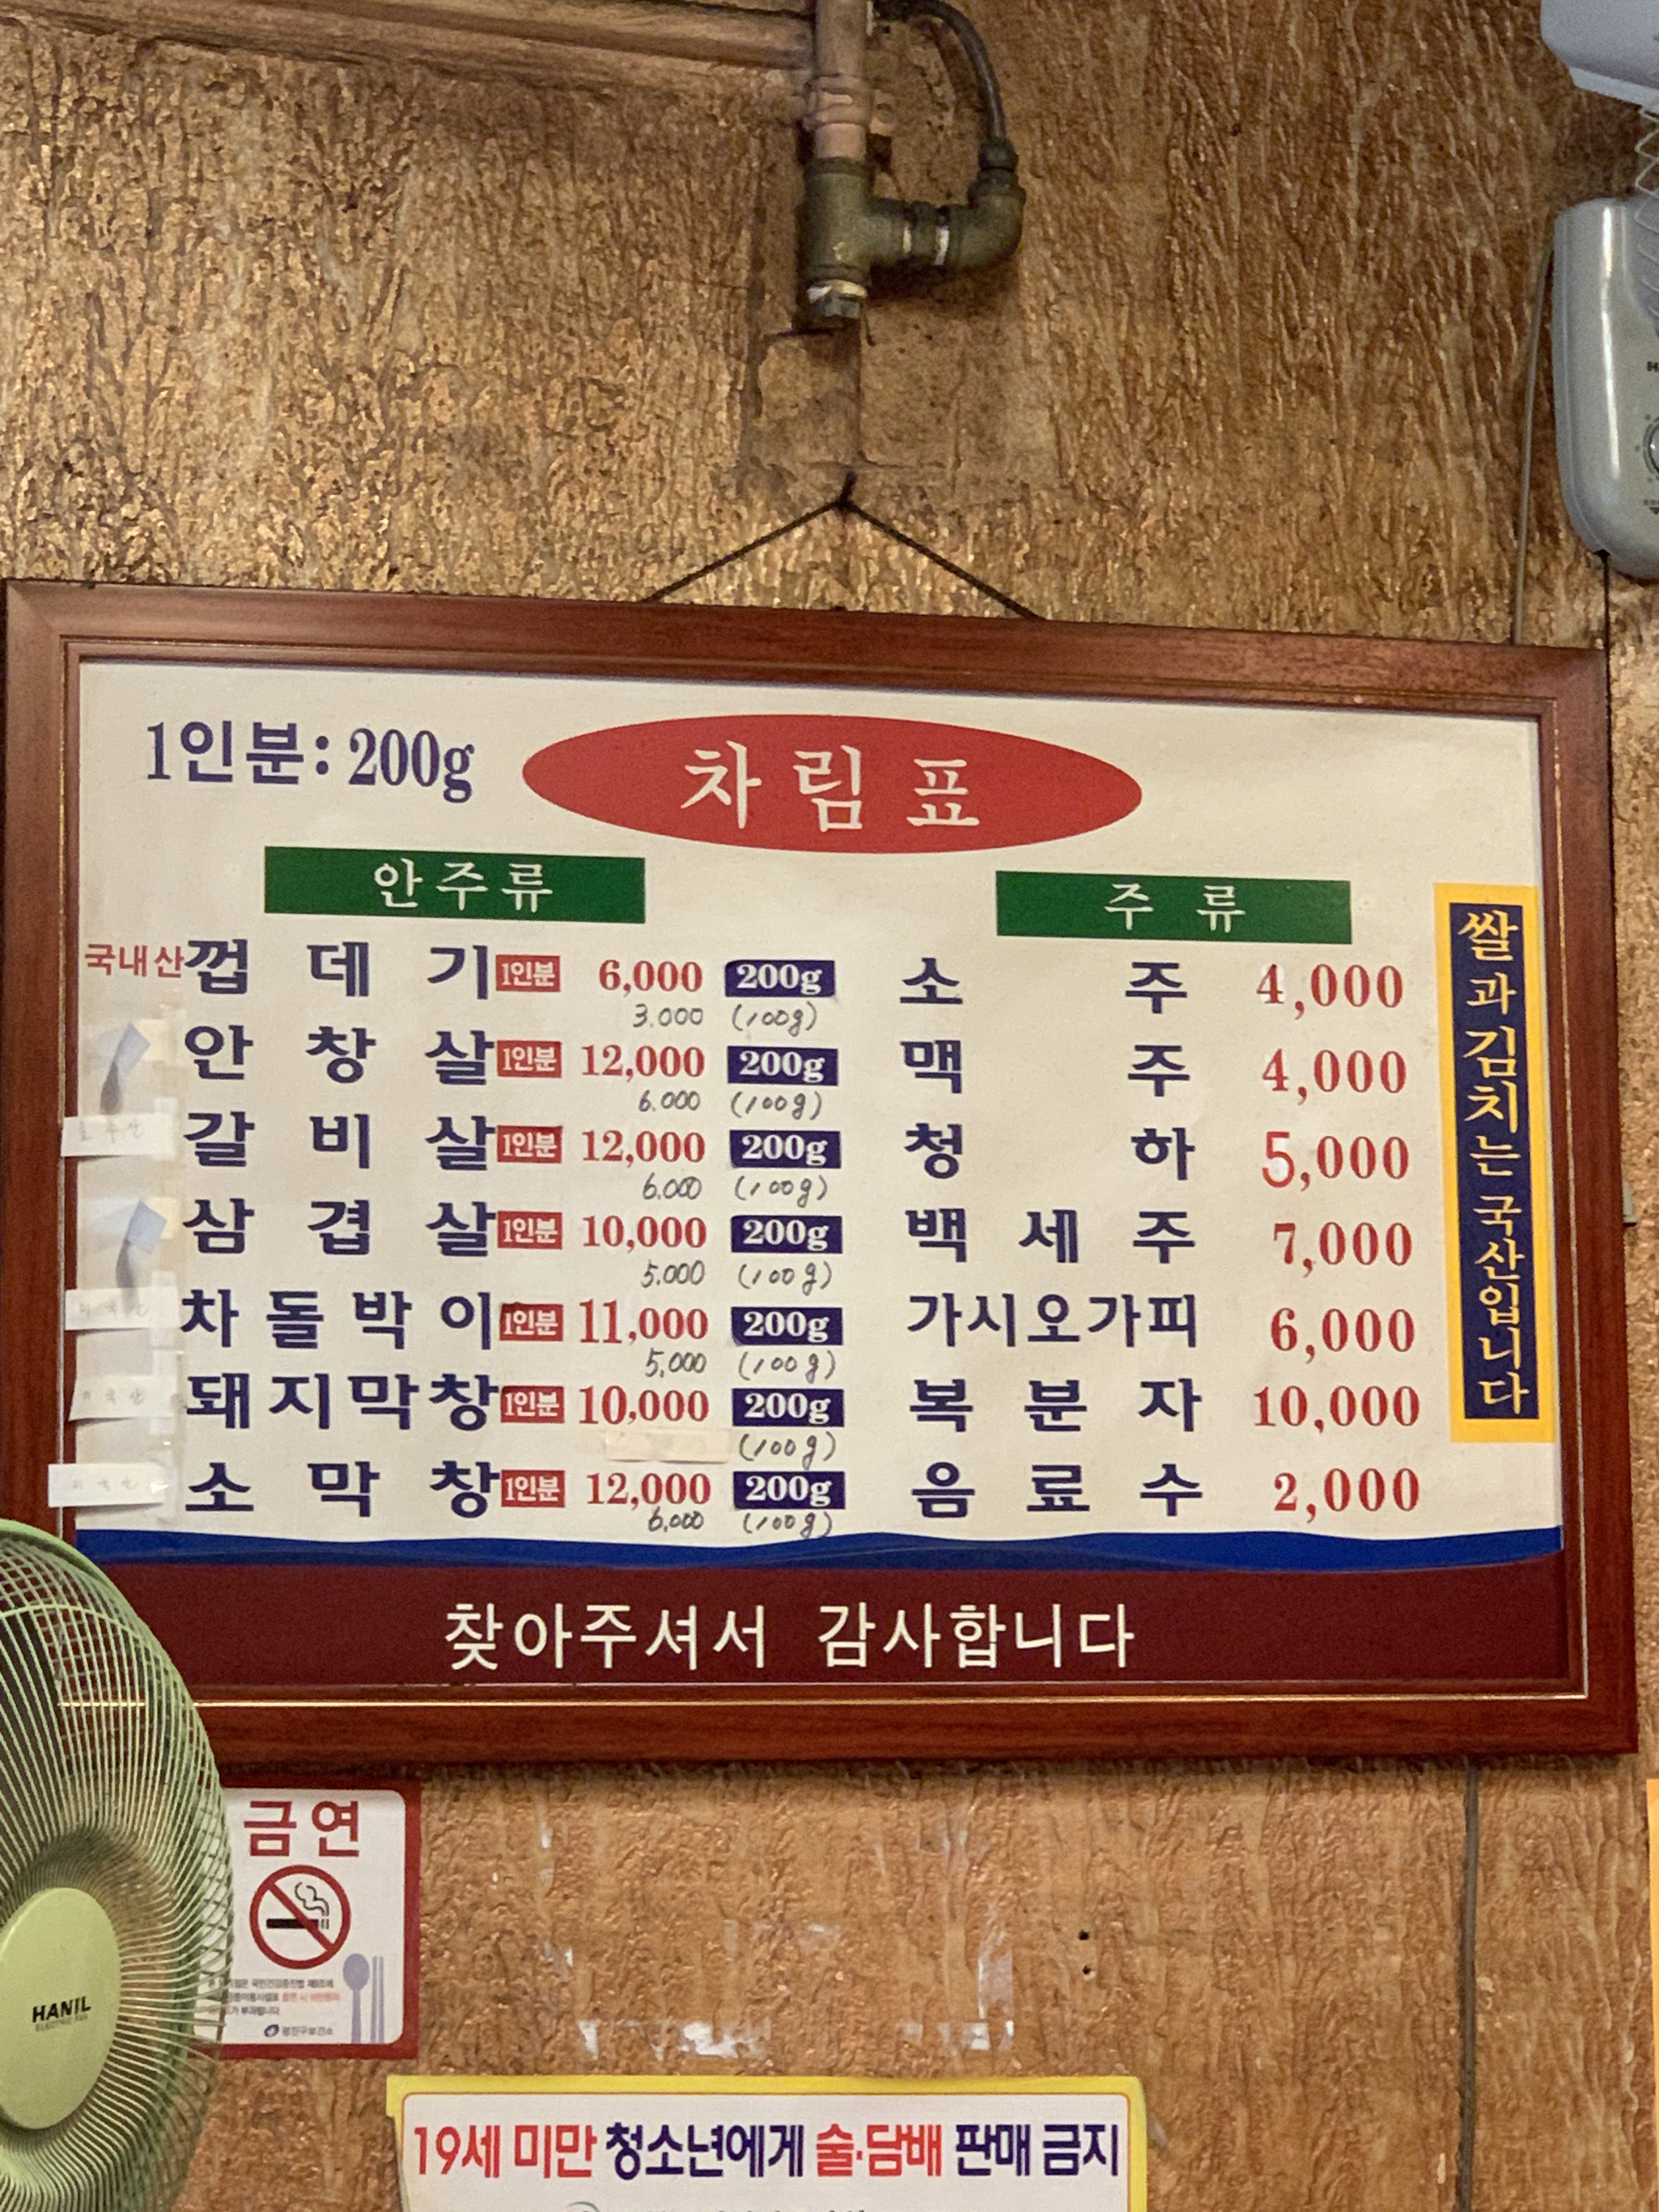 1인분: 200g
차림표
안주류
국내산 껍데기 1인분 6,000 200g
3.000 (100g)
안창살 1인분 12,000 200g
6.000 (100g)
갈비살 1인분 12,000 200g
6.000 (100g)
삼겹살 1인분 10,000 200g
5.000 (100g)
차돌박이 1인분 11,000 200g
5,000 (100g)
돼지막창 1인분 10,000 200g
(100g)
소막창 1인분 12,000 200g
6,000 (100g)
주류
소주 4,000
맥주 4,000
청하 5,000
백세주 7,000
가시오가피 6,000
복분자 10,000
음료수 2,000
쌀과 김치는 국산입니다
찾아주셔서 감사합니다
금연
HANIL
19세 미만 청소년에게 술·담배 판매 금지